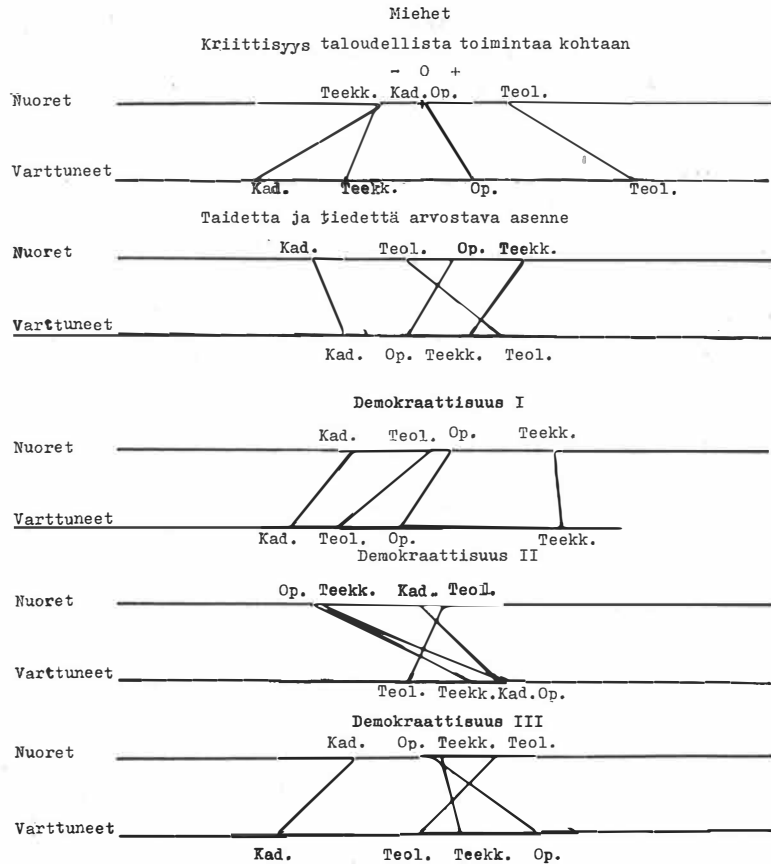 Miehet
Kriittisyys taloudellista toimintaa kohtaan
- O +
Teekk. Kad. Op. Teol.
Nuoret
Varttuneet
Kad. Teekk. Op. Teol.
Taidetta ja tiedettä arvostava asenne
Kad. Teol. Op. Teekk.
Nuoret
Varttuneet
Kad. Op. Teekk. Teol.
Demokraattisuus I
Kad. Teol. Op. Teekk.
Nuoret
Varttuneet
Kad. Teol. Op. Teekk.
Demokraattisuus II
Op. Teekk. Kad. Teol.
Nuoret
Varttuneet
Teol. Teekk. Kad. Op.
Demokraattisuus III
Kad. Op. Teekk. Teol.
Nuoret
Varttuneet
Kad. Teol. Teekk. Op.